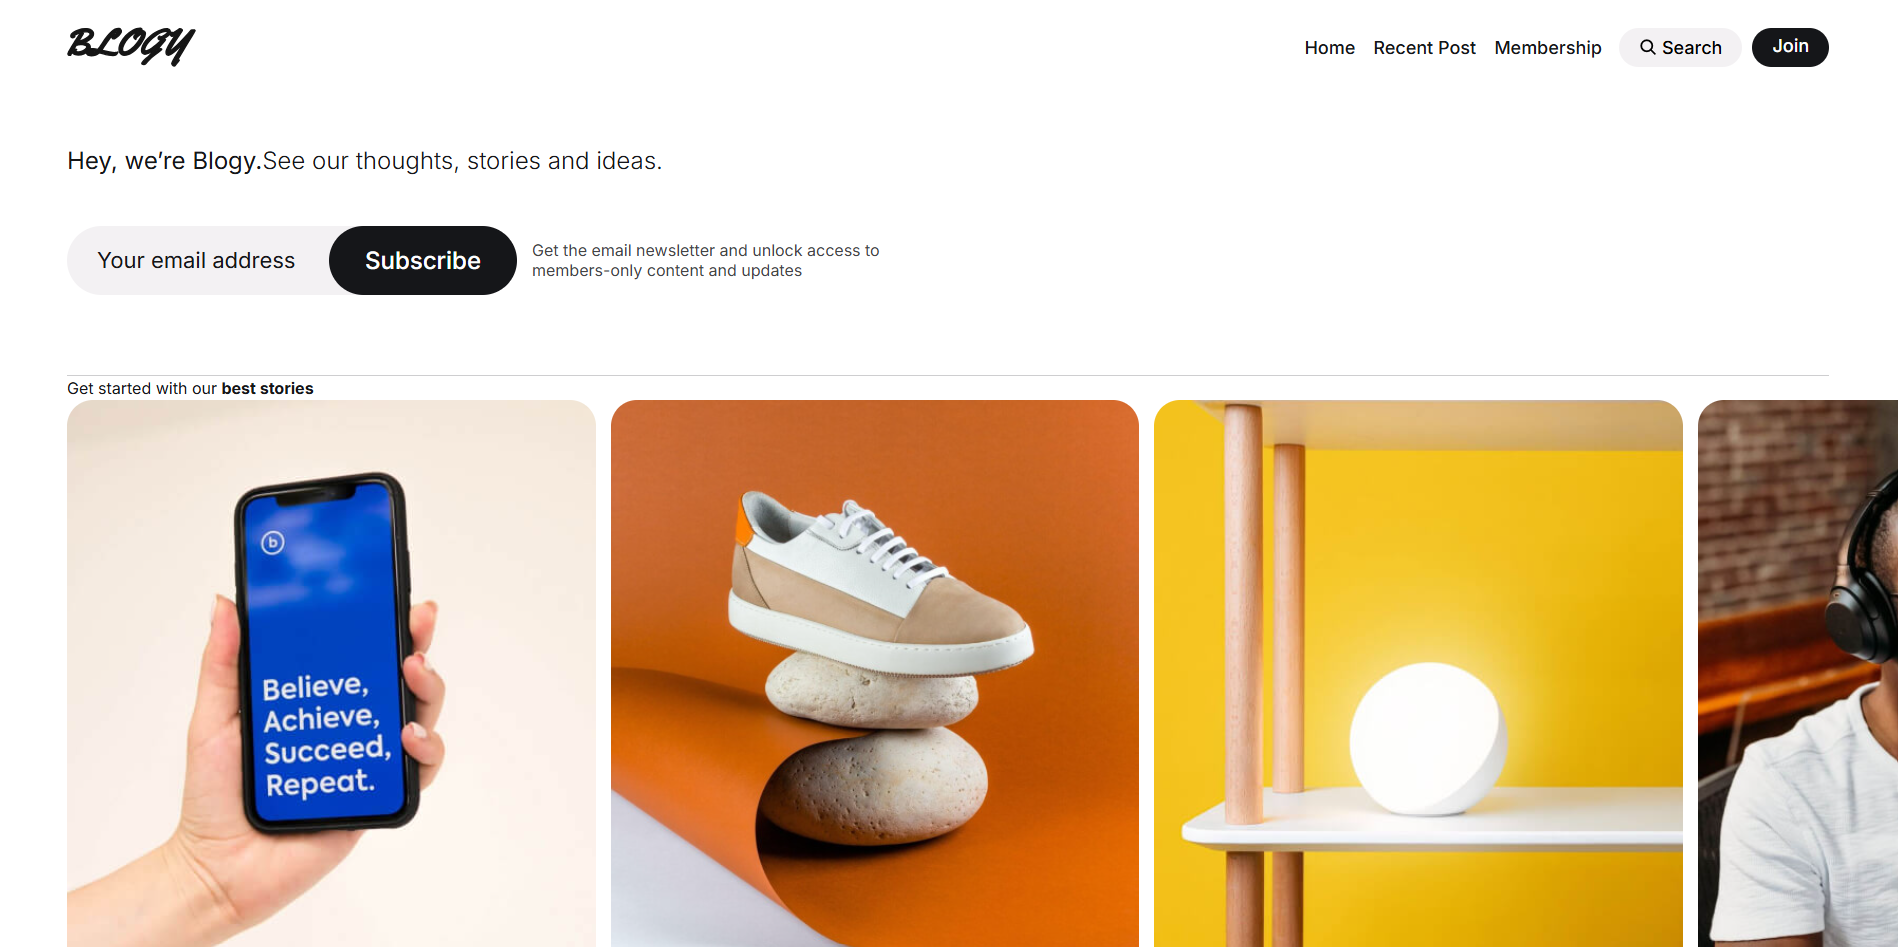 BLOGY
Home Recent Post Membership Search Join
Hey, we’re Blogy.See our thoughts, stories and ideas.
Your email address Subscribe
Get the email newsletter and unlock access to
members-only content and updates
Get started with our best stories
b
Believe,
Achieve,
Succeed,
Repeat.